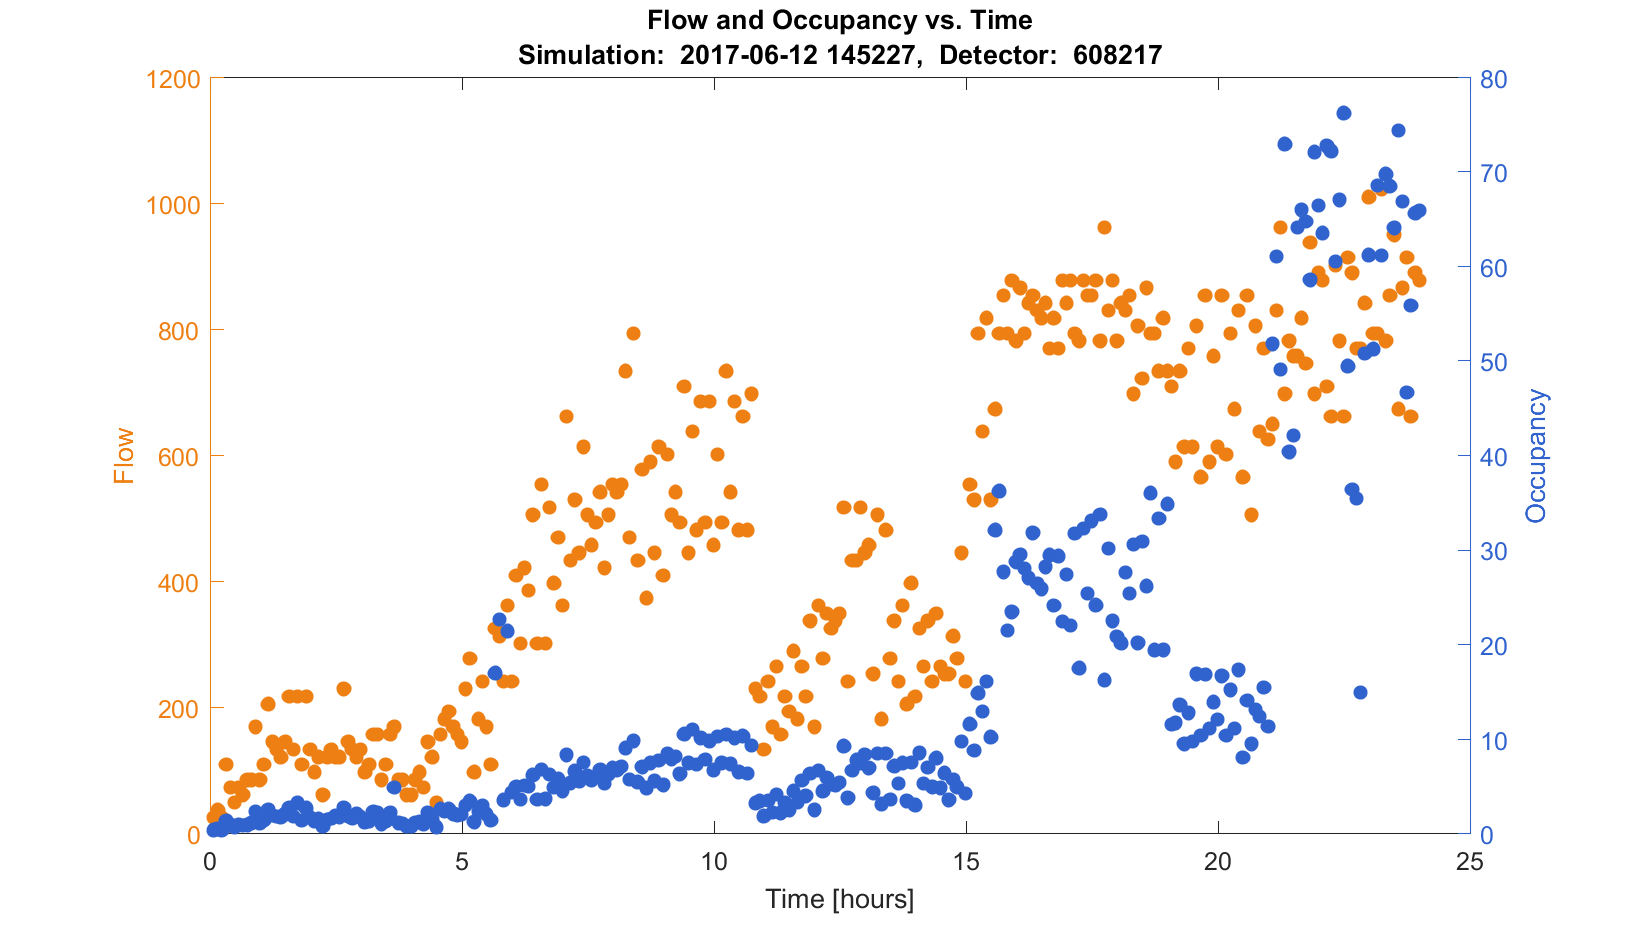 Flow and Occupancy vs. Time
Simulation:  2017-06-12 145227,  Detector:  608217
1200
1000
800
600
400
200
0
Flow
80
70
60
50
40
30
20
10
0
Occupancy
0 5 10 15 20 25
Time [hours]